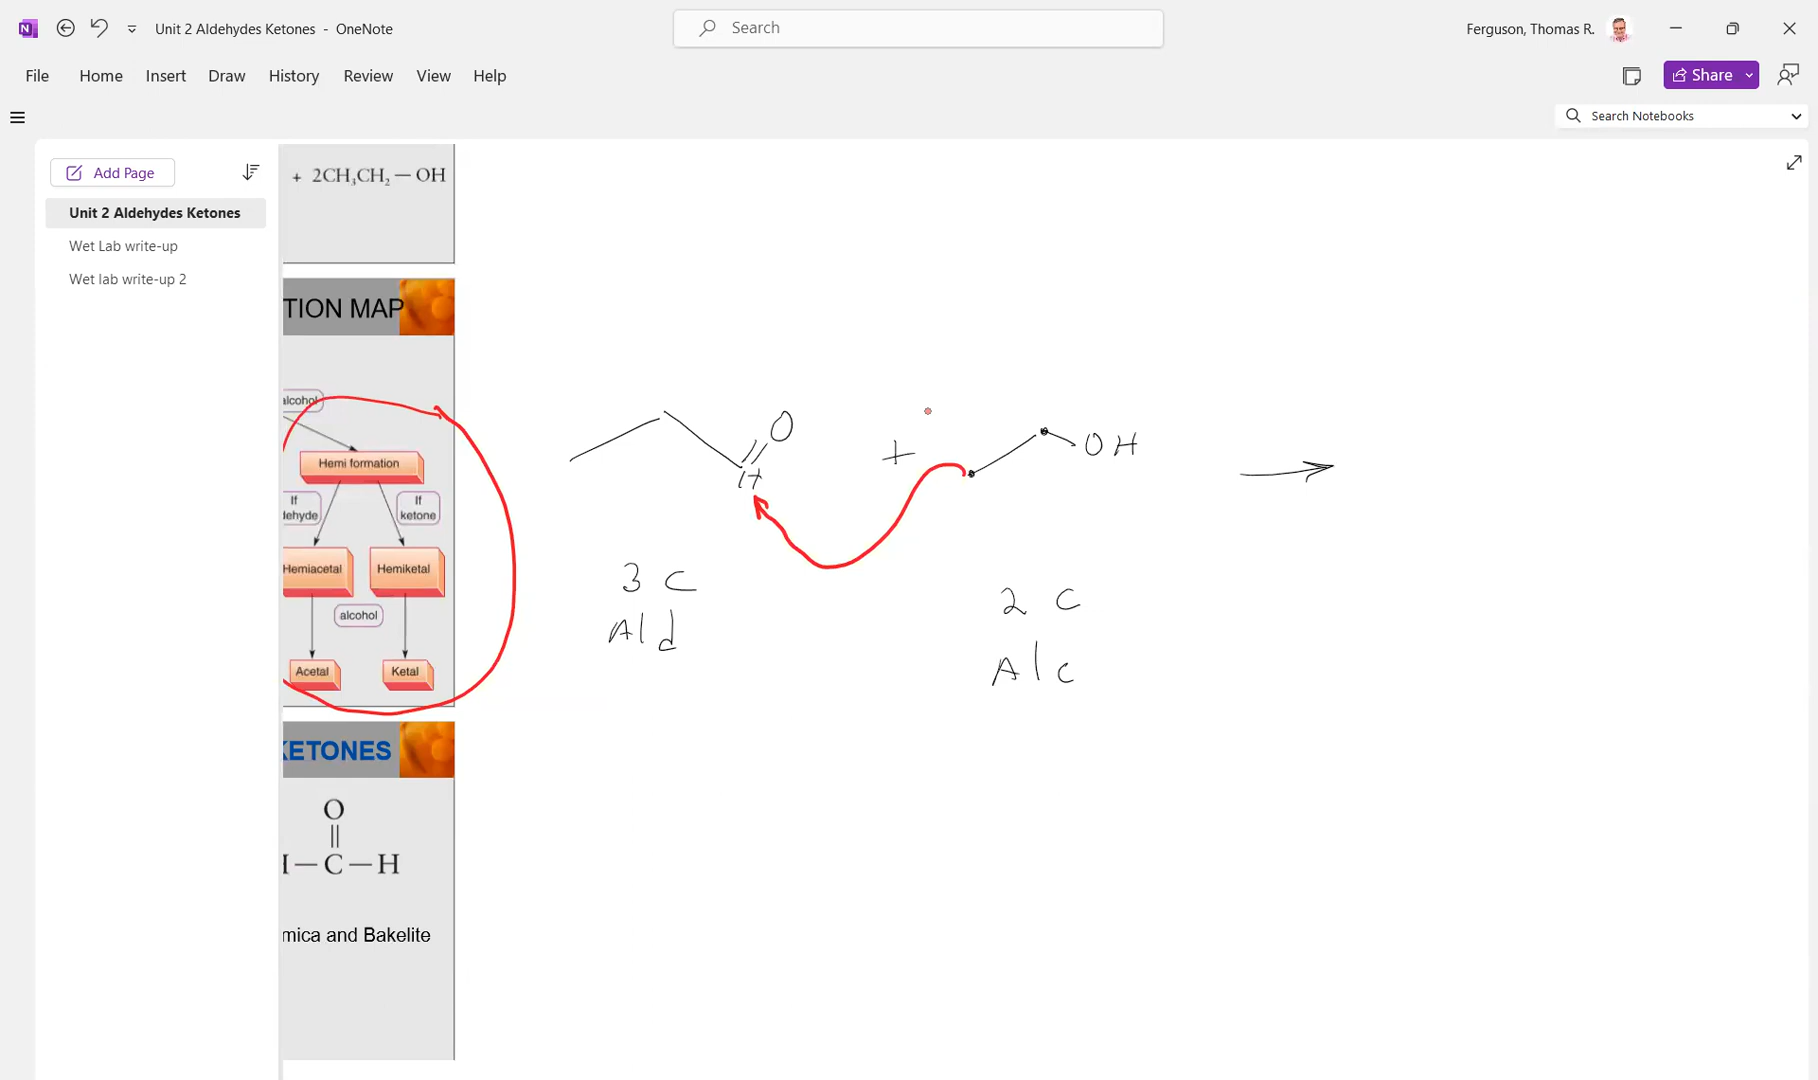 Unit 2 Aldehydes Ketones - OneNote
Search
Ferguson, Thomas R.
File Home Insert Draw History Review View Help
Share
Search Notebooks
Add Page
Unit 2 Aldehydes Ketones
Wet Lab write-up
Wet lab write-up 2
+ 2CH₃CH₂—OH
TION MAP
alcohol
Hemi formation
If
dehyde
If
ketone
Hemiacetal
Hemiketal
alcohol
Acetal
Ketal
KETONES
O
C—H
mica and Bakelite
O
H
+
OH
3 C
Ald
2 C
Alc